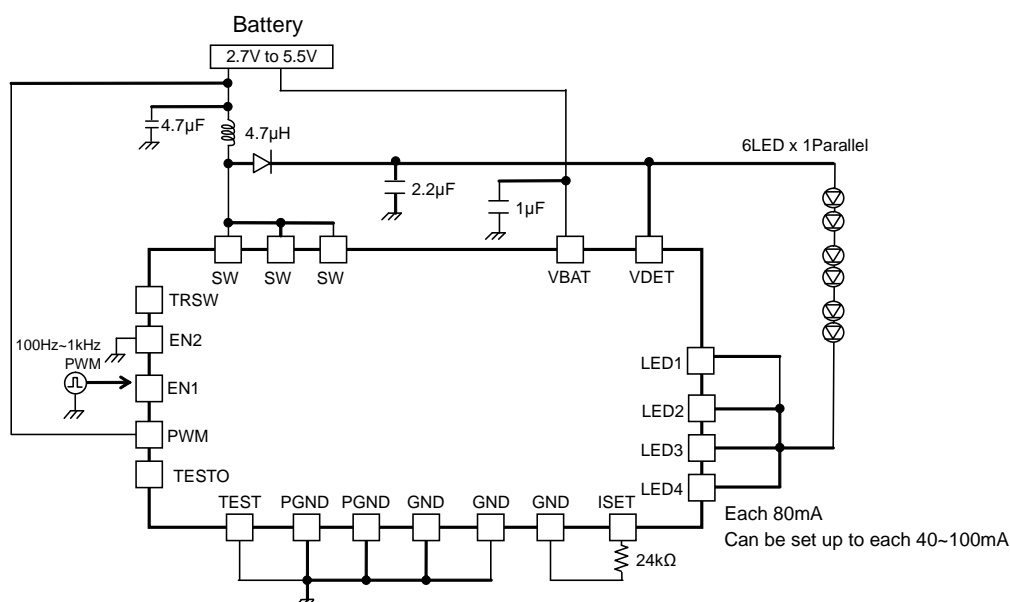 Battery
2.7V to 5.5V
4.7µF
4.7µH
6LED x 1Parallel
2.2µF
1µF
SW
SW
SW
VBAT
VDET
TRSW
EN2
100Hz~1kHz
PWM
EN1
PWM
TESTO
LED1
LED2
LED3
LED4
TEST
PGND
PGND
GND
GND
GND
ISET
Each 80mA
Can be set up to each 40~100mA
24kΩ